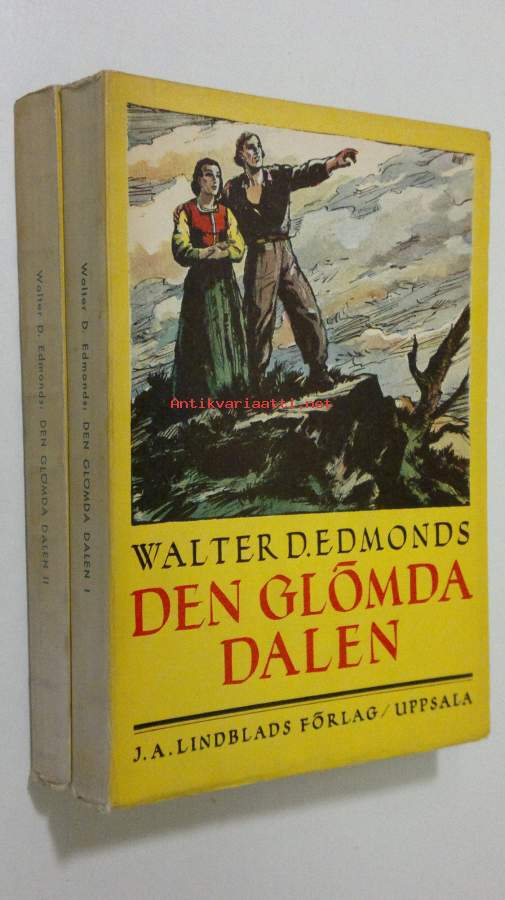 Walter D. Edmonds: DEN GLÖMDA DALEN II
Walter D. Edmonds: DEN GLÖMDA DALEN I
Antikvariaatti.net
WALTER D. EDMONDS
DEN GLÖMDA
DALEN
J. A. LINDBLADS FÖRLAG / UPPSALA